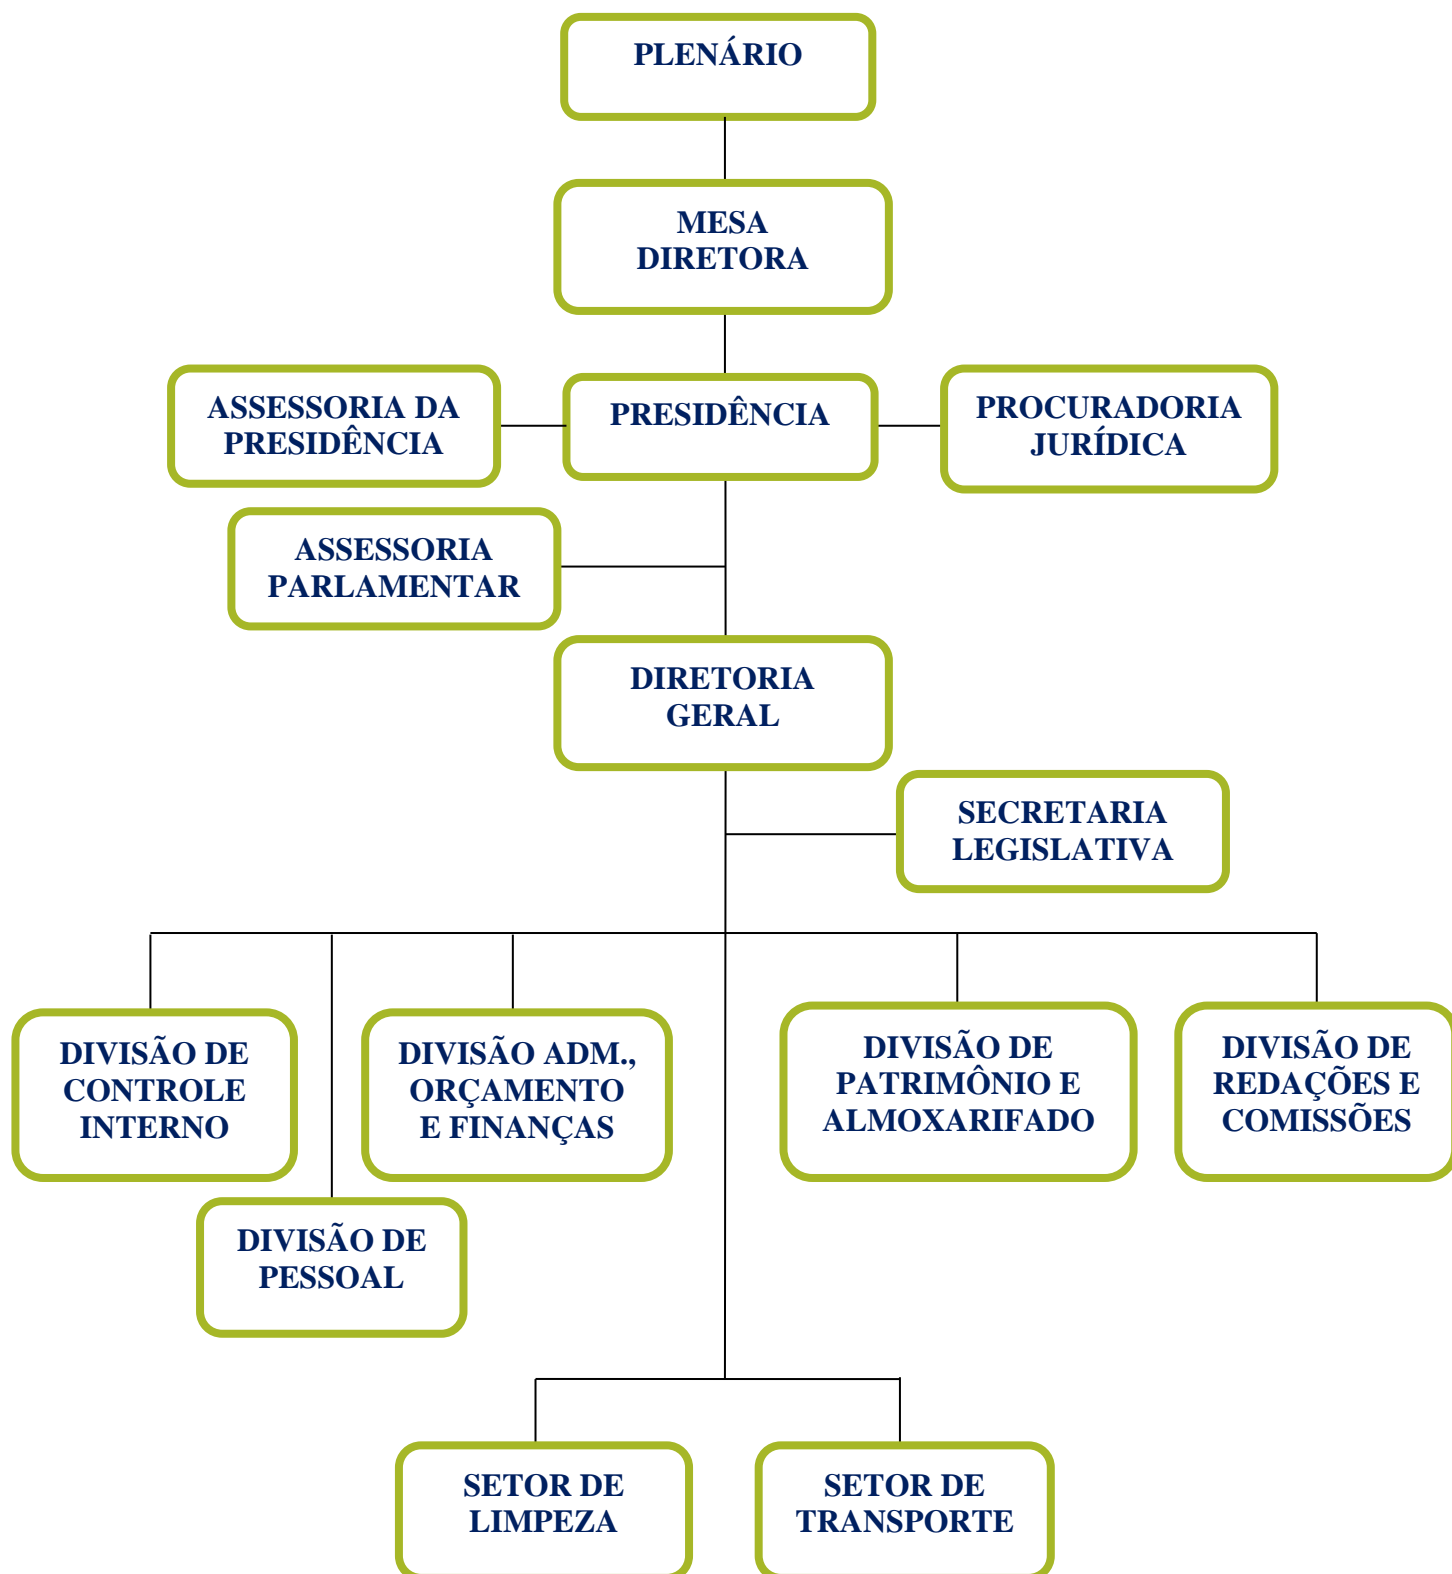 PLENÁRIO
MESA
DIRETORA
ASSESSORIA DA
PRESIDÊNCIA
PRESIDÊNCIA
PROCURADORIA
JURÍDICA
ASSESSORIA
PARLAMENTAR
DIRETORIA
GERAL
SECRETARIA
LEGISLATIVA
DIVISÃO DE
CONTROLE
INTERNO
DIVISÃO ADM.,
ORÇAMENTO
E FINANÇAS
DIVISÃO DE
PATRIMÔNIO E
ALMOXARIFADO
DIVISÃO DE
REDAÇÕES E
COMISSÕES
DIVISÃO DE
PESSOAL
SETOR DE
LIMPEZA
SETOR DE
TRANSPORTE